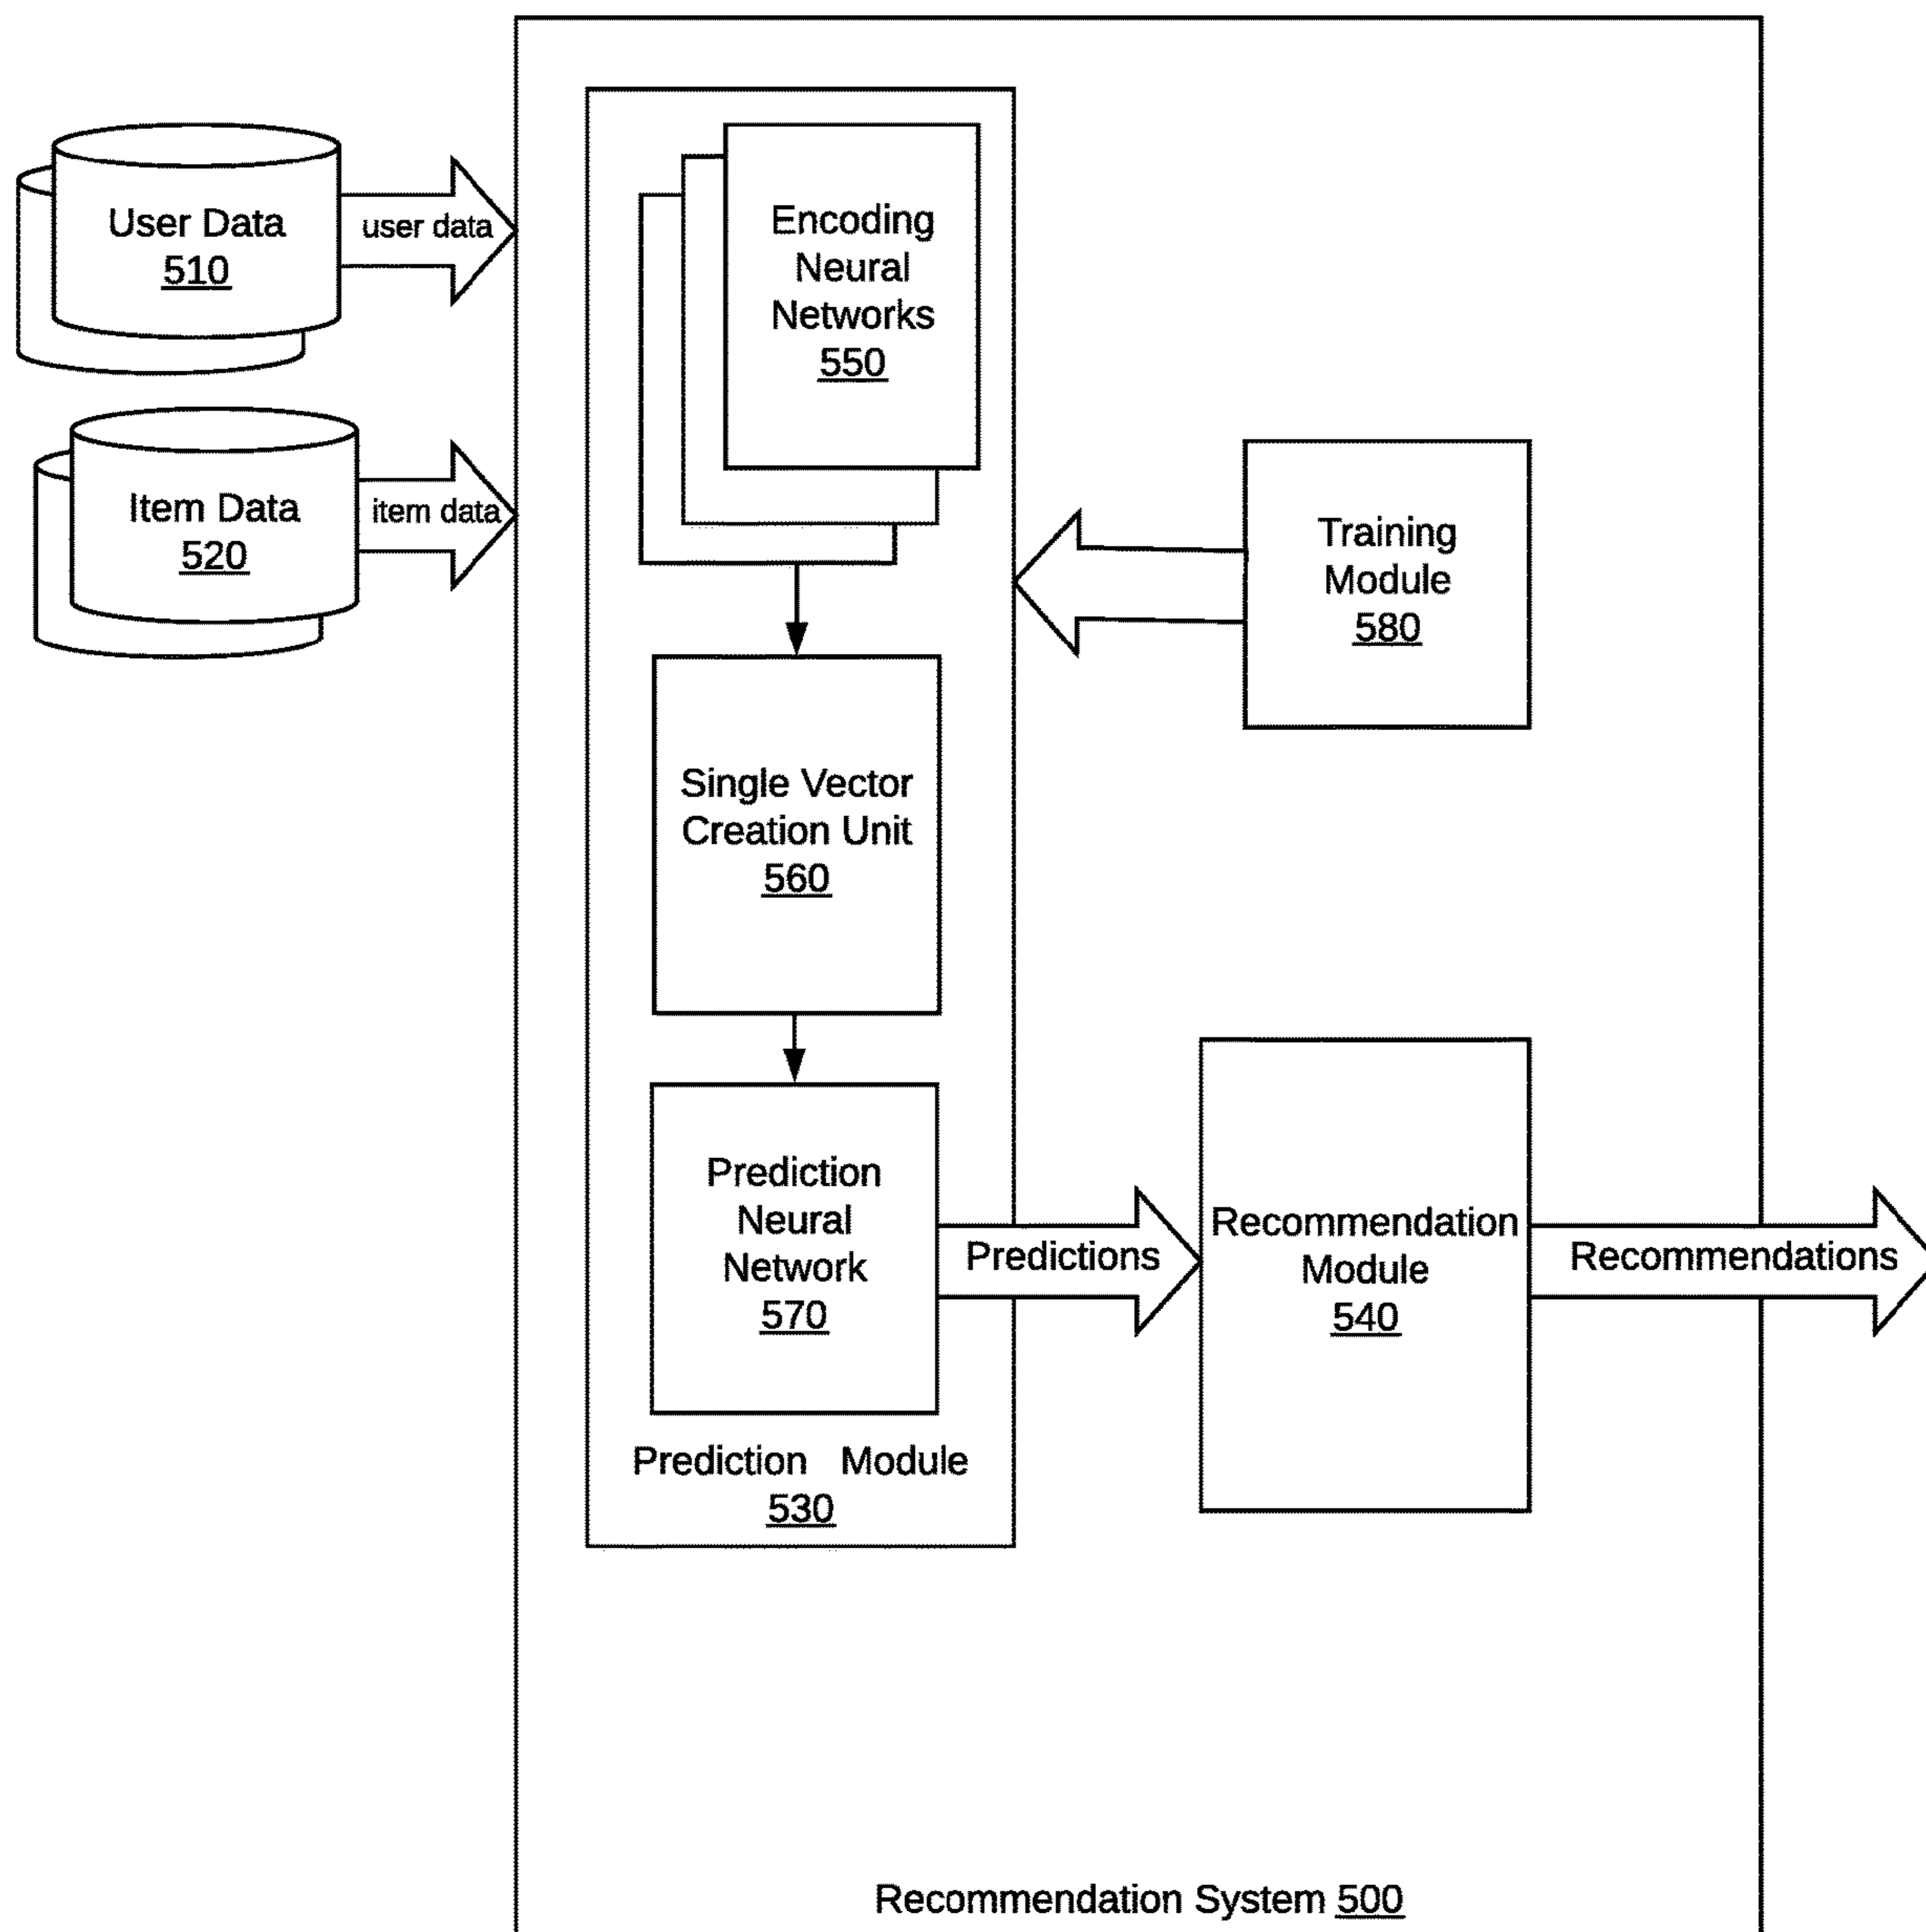 User Data
510
user data
Item Data
520
item data
Encoding
Neural
Networks
550
Training
Module
580
Single Vector
Creation Unit
560
Prediction
Neural
Network
570
Predictions
Recommendation
Module
540
Recommendations
Prediction Module
530
Recommendation System 500